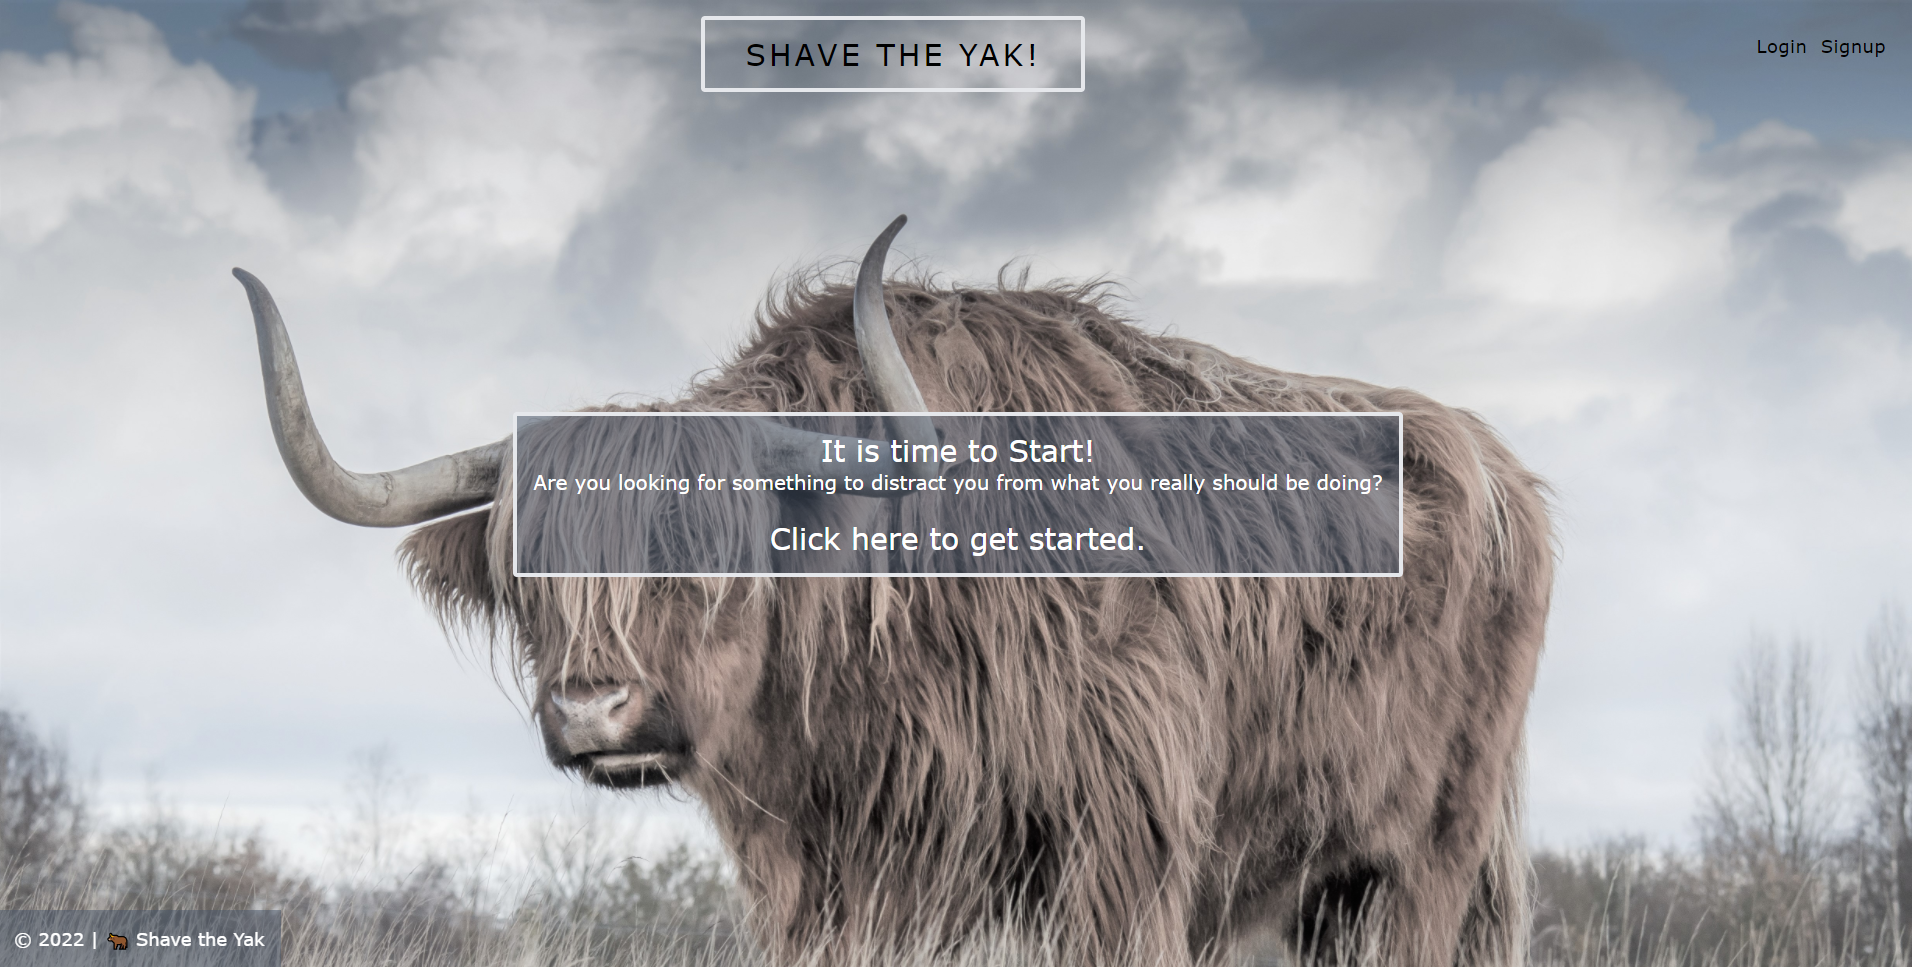 SHAVE THE YAK!
Login Signup
It is time to Start!
Are you looking for something to distract you from what you really should be doing?
Click here to get started.
© 2022 | 🐂 Shave the Yak